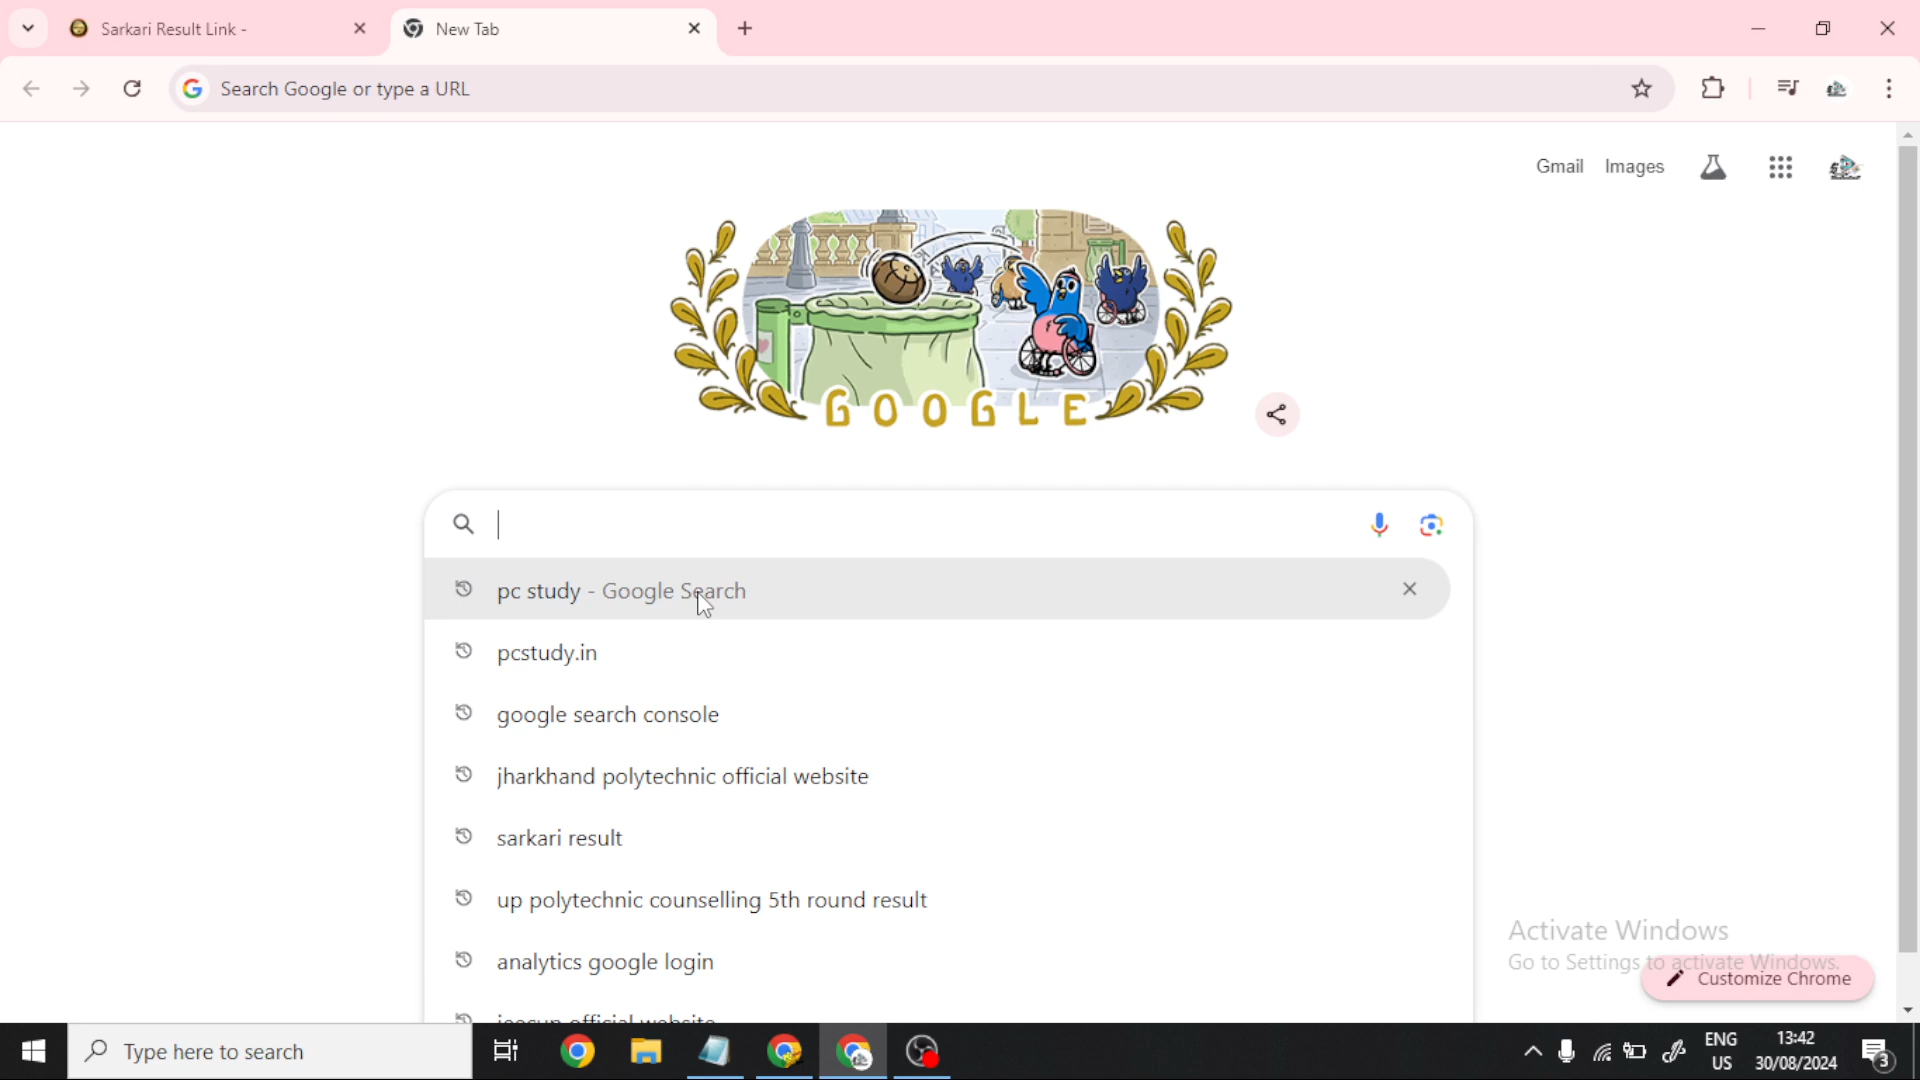 Sarkari Result Link -
New Tab
Search Google or type a URL
Gmail Images
GOOGLE
pc study - Google Search
pcstudy.in
google search console
jharkhand polytechnic official website
sarkari result
up polytechnic counselling 5th round result
analytics google login
jeecup official website
Activate Windows
Go to Settings to activate Windows.
Customize Chrome
Type here to search
ENG
US
13:42
30/08/2024
3